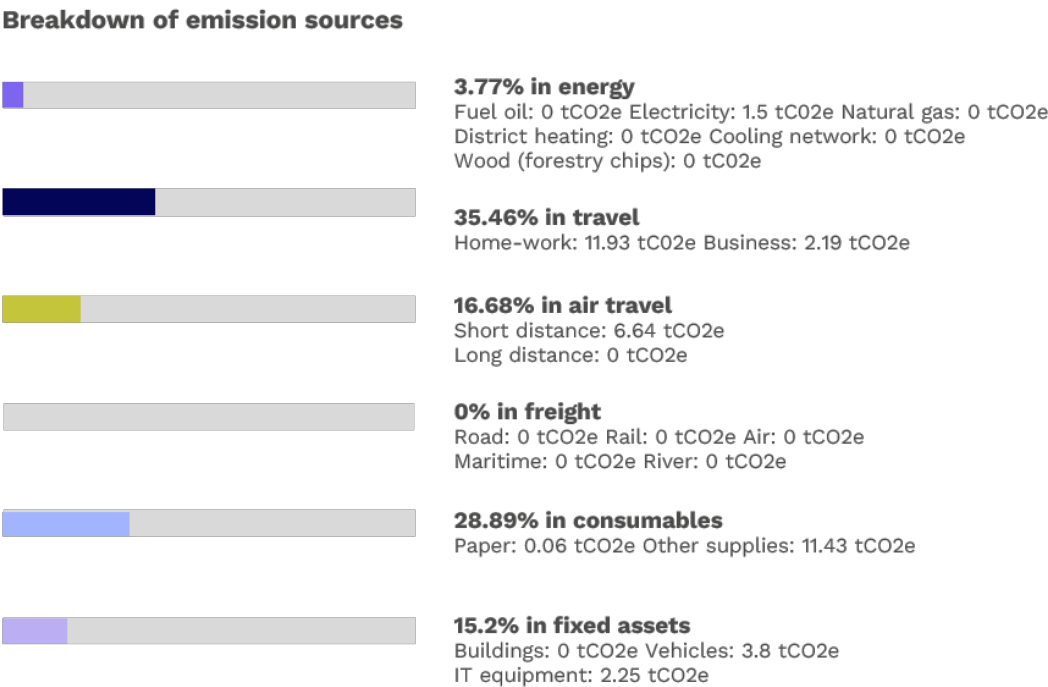 Breakdown of emission sources
3.77% in energy
Fuel oil: 0 tCO2e Electricity: 1.5 tC02e Natural gas: 0 tCO2e
District heating: 0 tCO2e Cooling network: 0 tCO2e
Wood (forestry chips): 0 tC02e
35.46% in travel
Home-work: 11.93 tC02e Business: 2.19 tCO2e
16.68% in air travel
Short distance: 6.64 tCO2e
Long distance: 0 tCO2e
0% in freight
Road: 0 tCO2e Rail: 0 tCO2e Air: 0 tCO2e
Maritime: 0 tCO2e River: 0 tCO2e
28.89% in consumables
Paper: 0.06 tCO2e Other supplies: 11.43 tCO2e
15.2% in fixed assets
Buildings: 0 tCO2e Vehicles: 3.8 tCO2e
IT equipment: 2.25 tCO2e